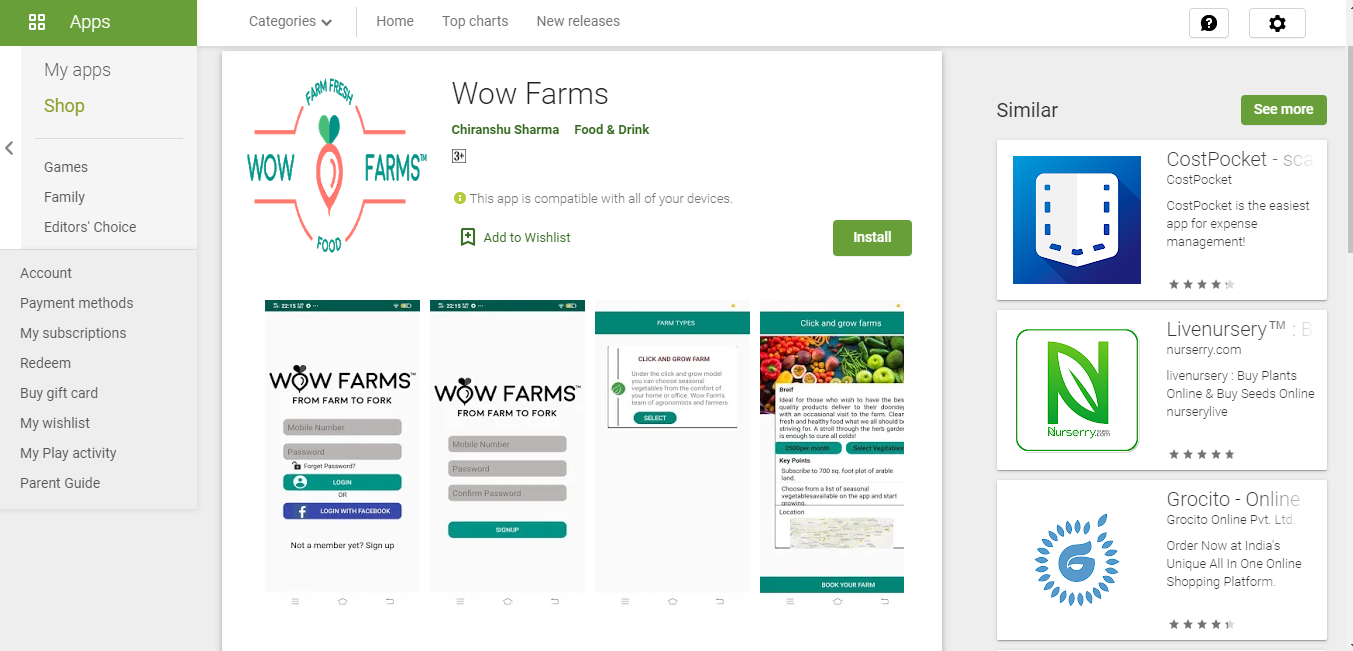 Apps
Categories
Home
Top charts
New releases
My apps
Shop
Games
Family
Editors' Choice
Account
Payment methods
My subscriptions
Redeem
Buy gift card
My wishlist
My Play activity
Parent Guide
FARM FRESH
WOW FARMS™
FOOD
Wow Farms
Chiranshu Sharma Food & Drink
3+
This app is compatible with all of your devices.
Add to Wishlist
Install
22:15
WOW FARMS™
FROM FARM TO FORK
Mobile Number
Password
Forget Password?
LOGIN
OR
LOGIN WITH FACEBOOK
Not a member yet? Sign up
22:15
WOW FARMS™
FROM FARM TO FORK
Mobile Number
Password
Confirm Password
SIGNUP
FARM TYPES
CLICK AND GROW FARM
Under the click and grow model
you can choose seasonal
vegetables from the comfort of
your home or office. Wow Farm's
team of agronomists and farmers
SELECT
Click and grow farms
Breif
Ideal for those who wish to have the bes
quality products deliver to their doorstep
with an occasional visit to the farm. Clean
fresh and healthy food what we all should be
striving for. A stroll through the herb garde
is enough to cure all colds!
2500per month
Select Vegitables
Key Points
Subscribe to 700 sq. foot plot of arable
land.
Choose from a list of seasonal
vegetablesavailable on the app and start
growing.
Location
BOOK YOUR FARM
Similar
See more
CostPocket - sca
CostPocket
CostPocket is the easiest
app for expense
management!
Nurserry.com
Livenursery™ : B
nurserry.com
livenursery : Buy Plants
Online & Buy Seeds Online
nurserylive
Grocito - Online
Grocito Online Pvt. Ltd.
Order Now at India's
Unique All In One Online
Shopping Platform.